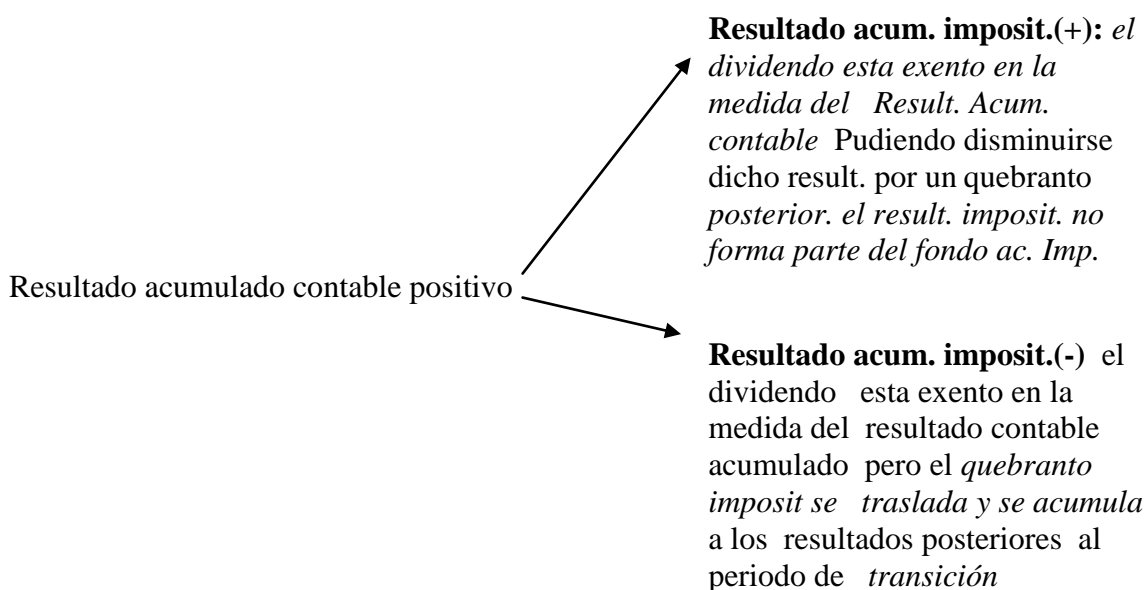 Resultado acum. imposit.(+): el
dividendo esta exento en la
medida del Result. Acum.
contable Pudiendo disminuirse
dicho result. por un quebranto
posterior. el result. imposit. no
forma parte del fondo ac. Imp.
Resultado acumulado contable positivo
Resultado acum. imposit.(-) el
dividendo esta exento en la
medida del resultado contable
acumulado pero el quebranto
imposit se traslada y se acumula
a los resultados posteriores al
periodo de transición